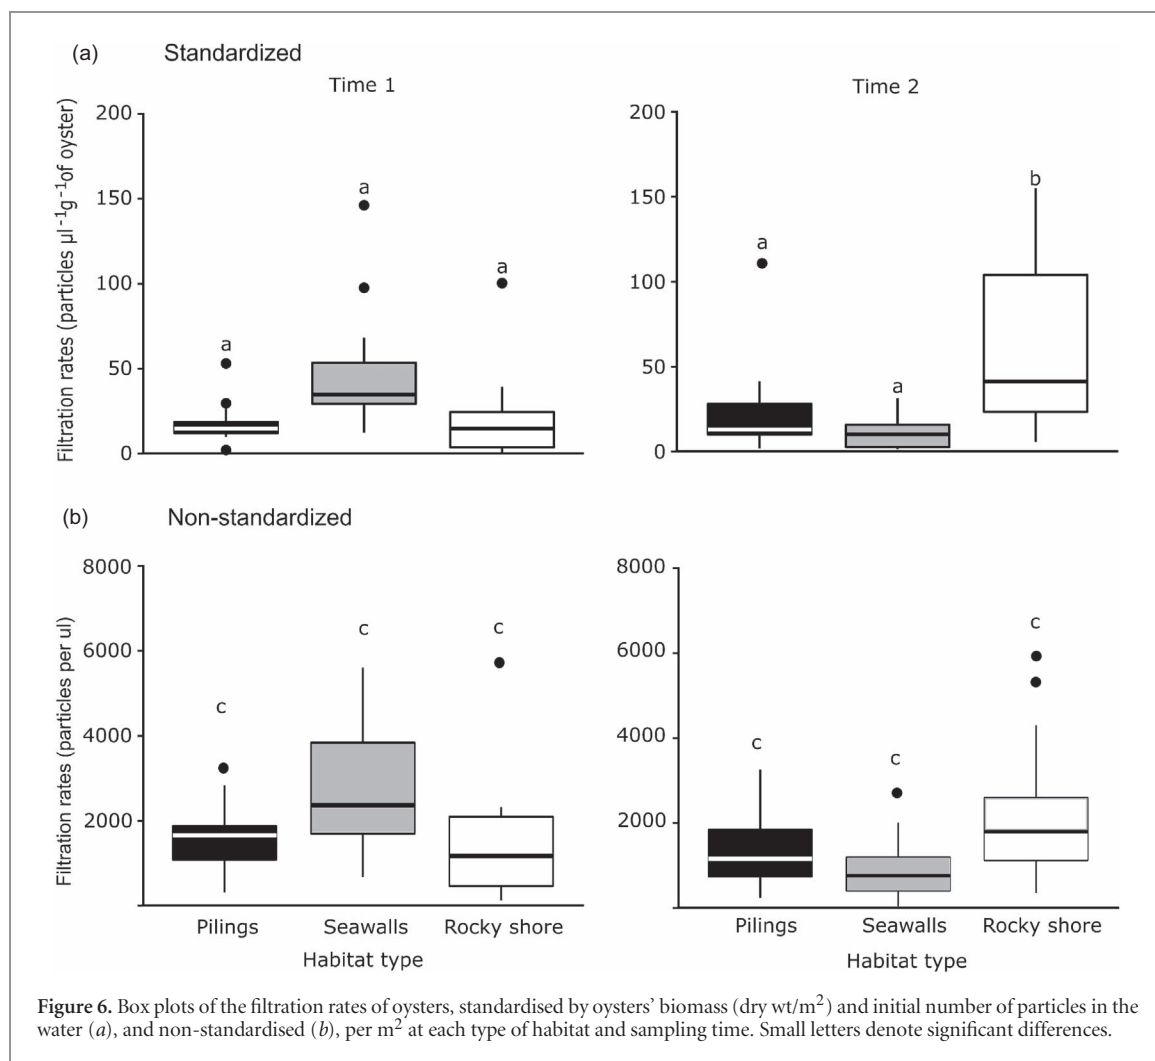 (a) Standardized
Time 1
Time 2
Filtration rates (particles µl⁻¹g⁻¹of oyster)
200
150
100
50
0
a
a
a
200
150
100
50
0
a
a
b
(b) Non-standardized
Filtration rates (particles per ul)
8000
6000
4000
2000
c
c
c
8000
6000
4000
2000
c
c
c
Pilings Seawalls Rocky shore
Habitat type
Pilings Seawalls Rocky shore
Habitat type
Figure 6. Box plots of the filtration rates of oysters, standardised by oysters' biomass (dry wt/m²) and initial number of particles in the
water (a), and non-standardised (b), per m² at each type of habitat and sampling time. Small letters denote significant differences.